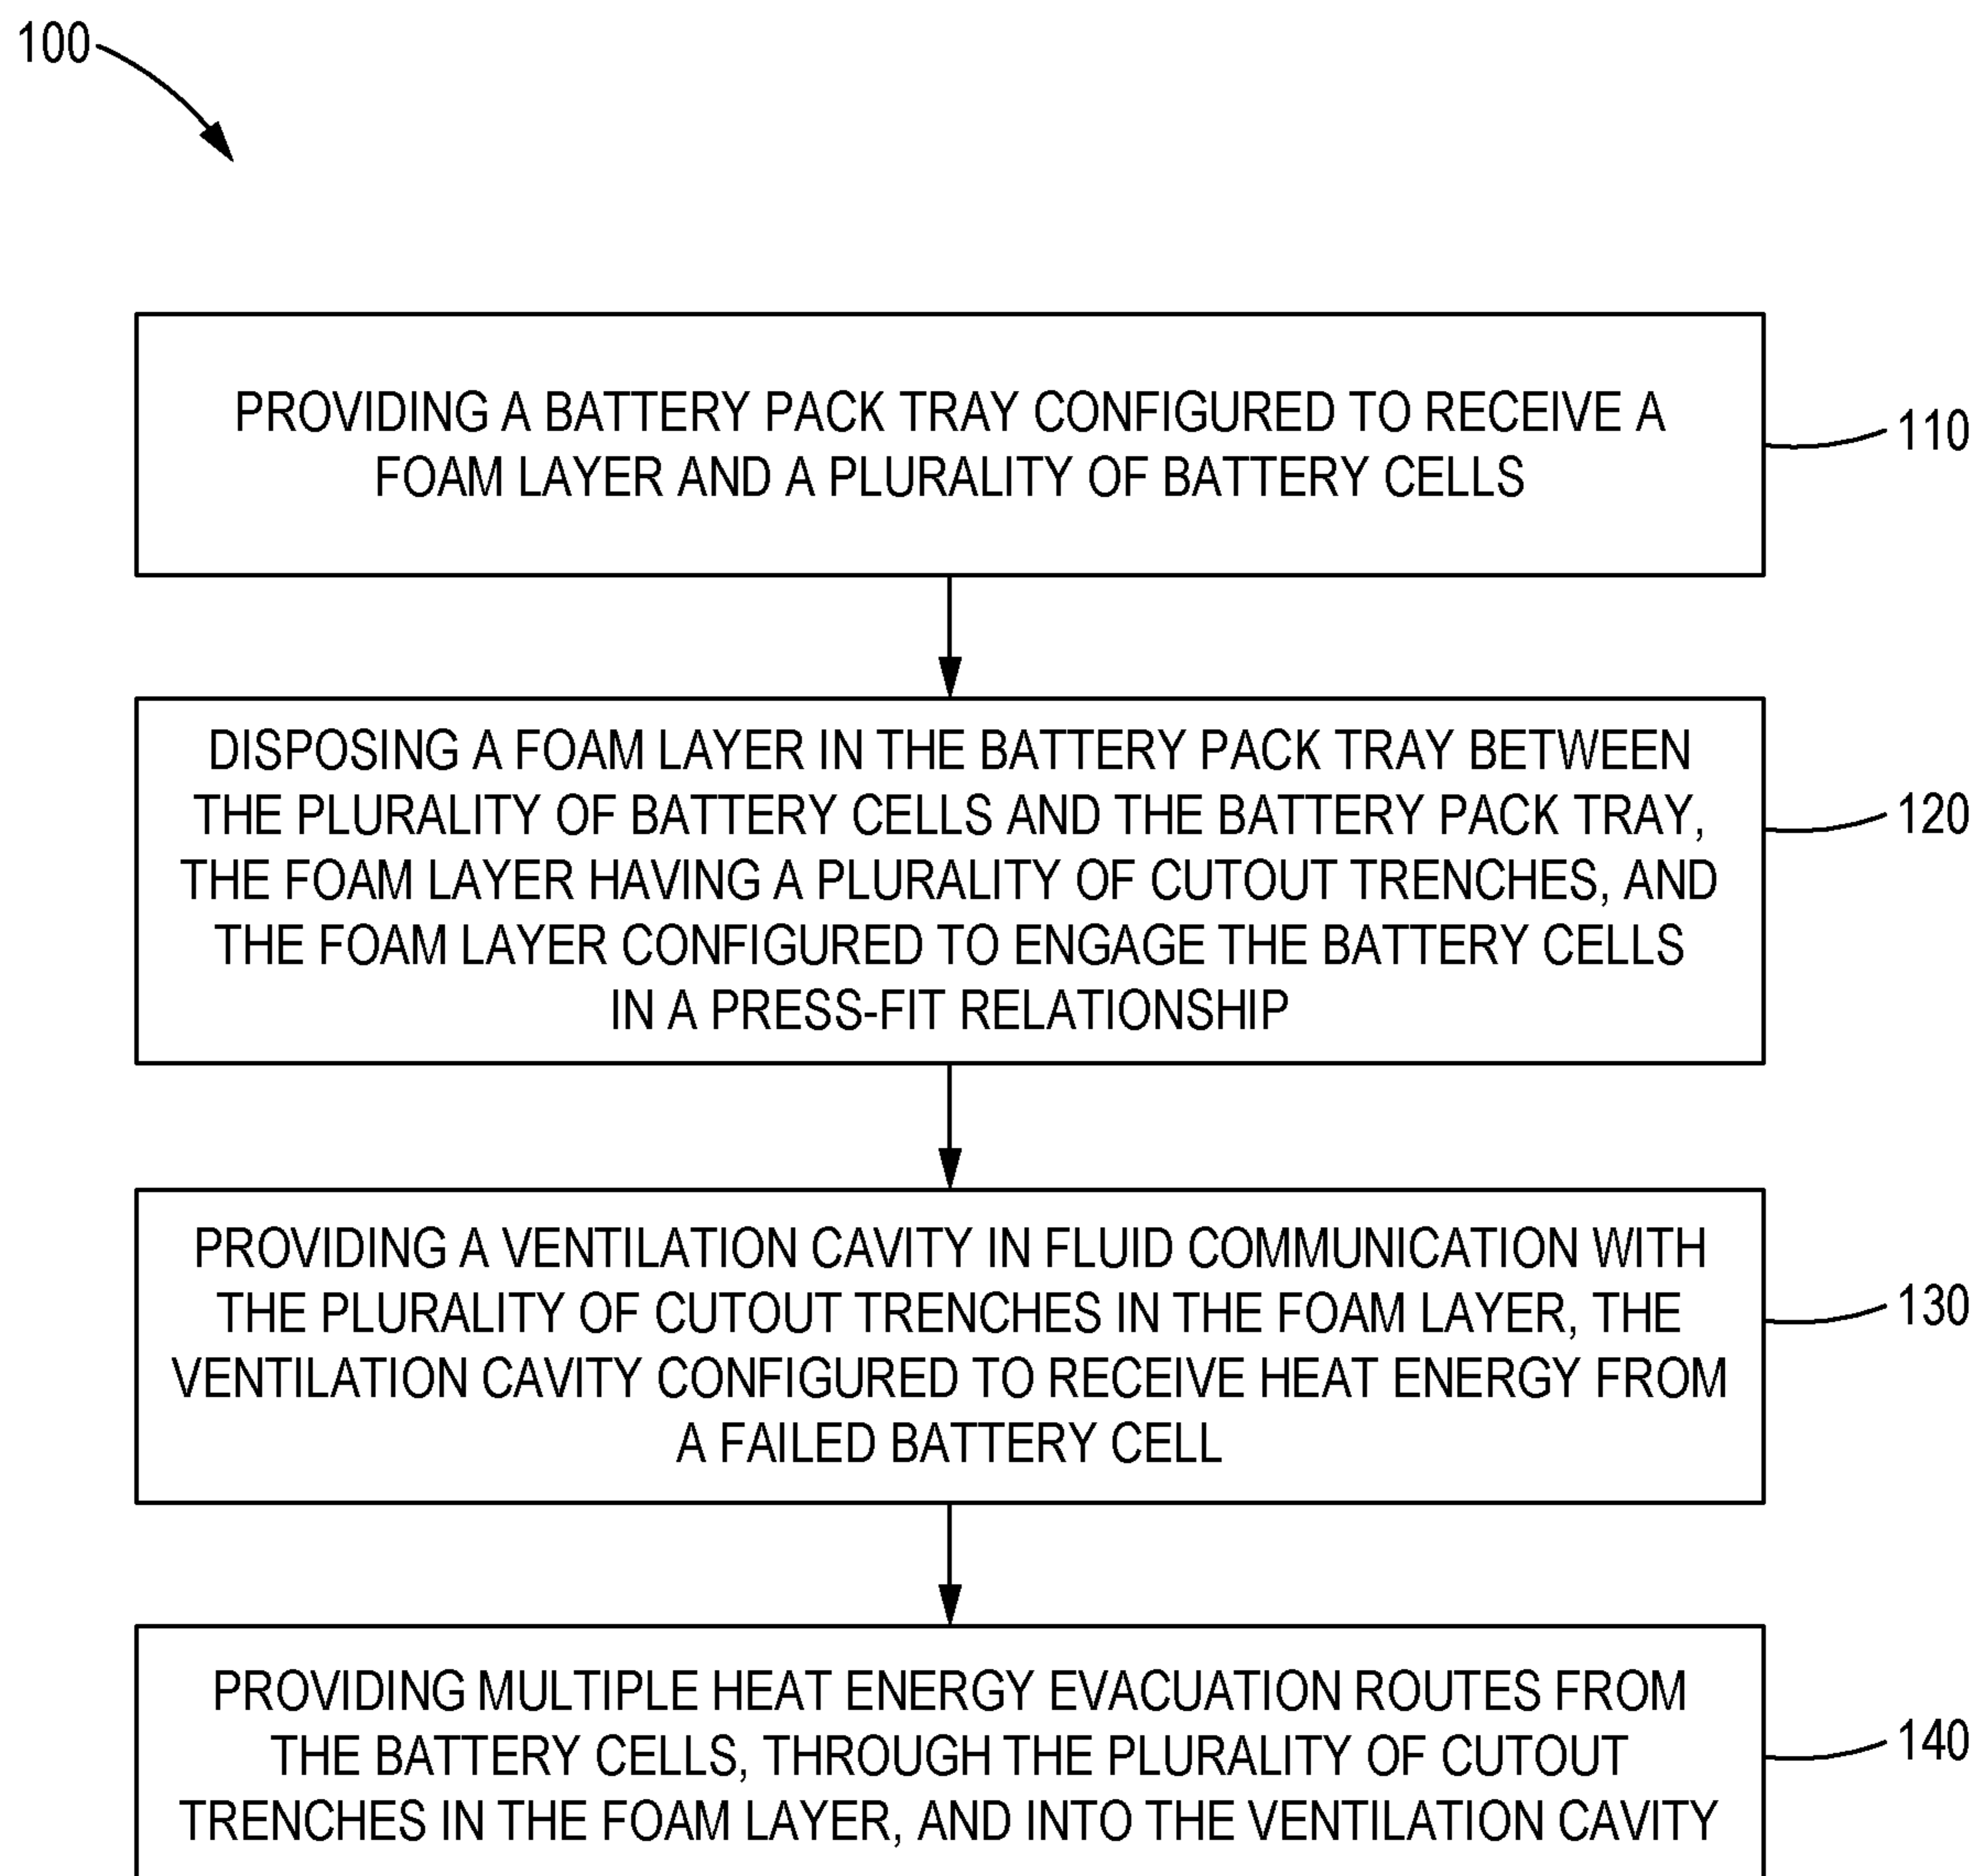 100
PROVIDING A BATTERY PACK TRAY CONFIGURED TO RECEIVE A
FOAM LAYER AND A PLURALITY OF BATTERY CELLS
110
DISPOSING A FOAM LAYER IN THE BATTERY PACK TRAY BETWEEN
THE PLURALITY OF BATTERY CELLS AND THE BATTERY PACK TRAY,
THE FOAM LAYER HAVING A PLURALITY OF CUTOUT TRENCHES, AND
THE FOAM LAYER CONFIGURED TO ENGAGE THE BATTERY CELLS
IN A PRESS-FIT RELATIONSHIP
120
PROVIDING A VENTILATION CAVITY IN FLUID COMMUNICATION WITH
THE PLURALITY OF CUTOUT TRENCHES IN THE FOAM LAYER, THE
VENTILATION CAVITY CONFIGURED TO RECEIVE HEAT ENERGY FROM
A FAILED BATTERY CELL
130
PROVIDING MULTIPLE HEAT ENERGY EVACUATION ROUTES FROM
THE BATTERY CELLS, THROUGH THE PLURALITY OF CUTOUT
TRENCHES IN THE FOAM LAYER, AND INTO THE VENTILATION CAVITY
140